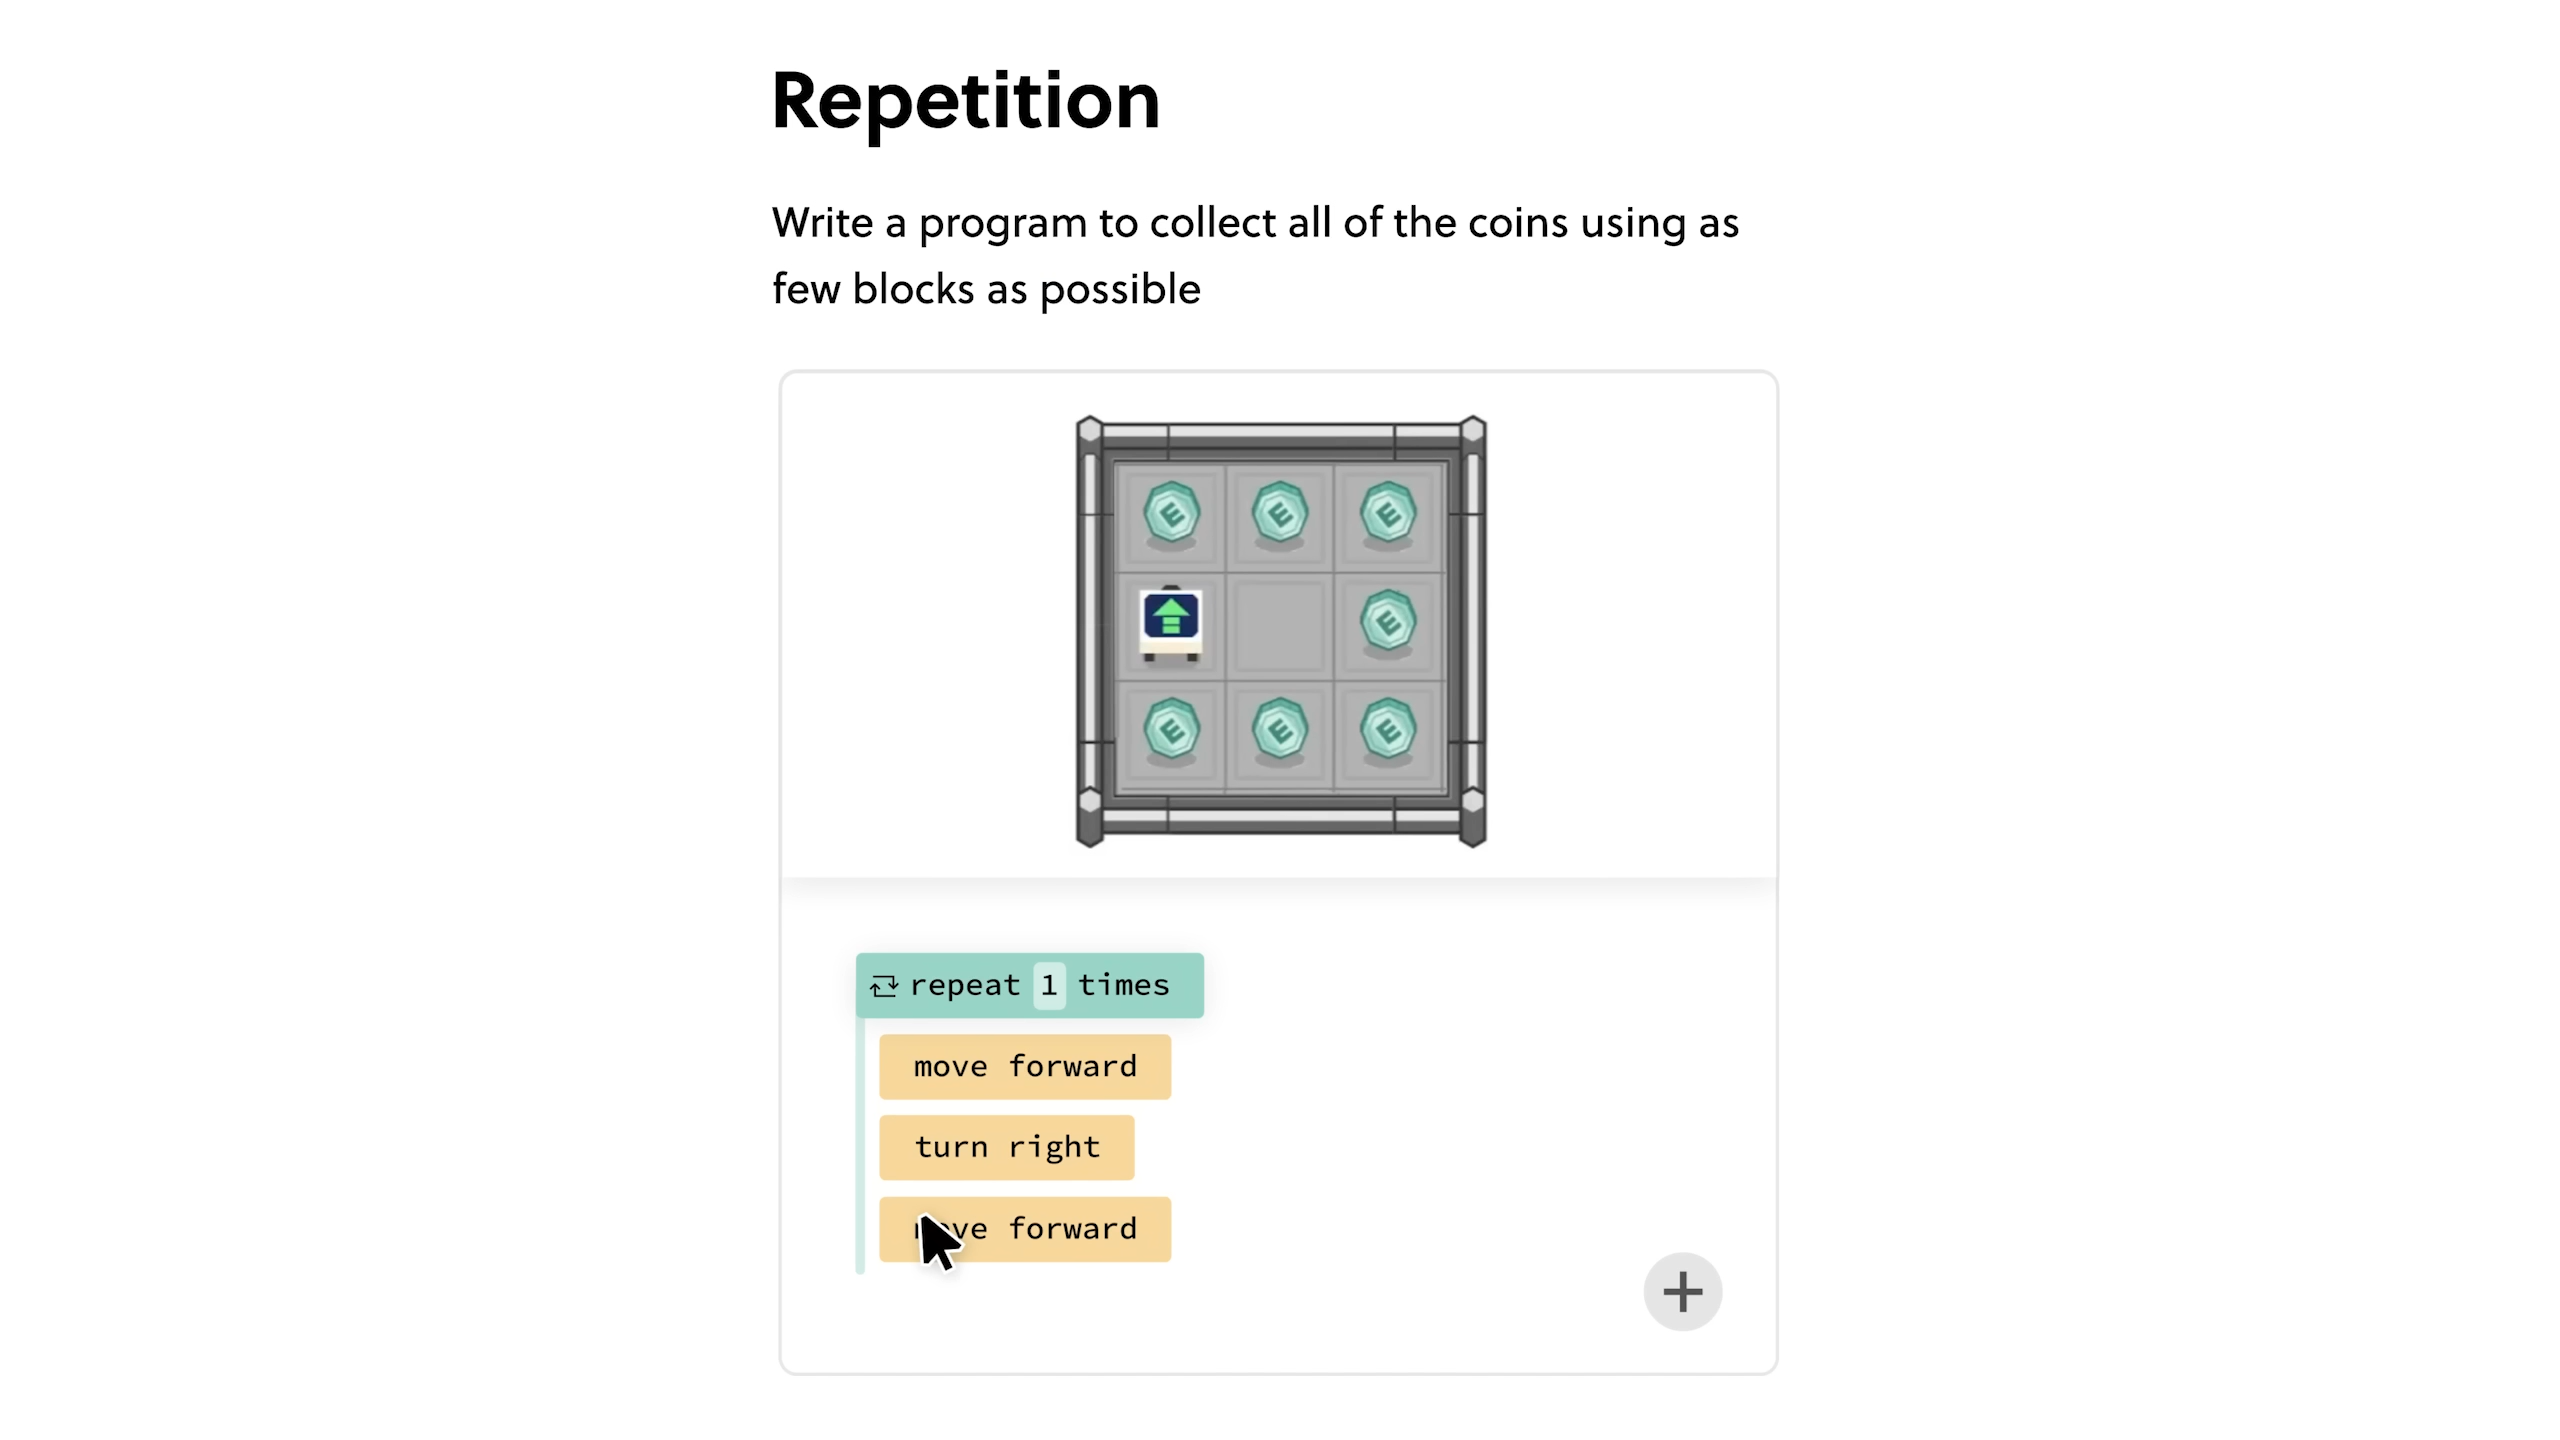 Repetition
Write a program to collect all of the coins using as
few blocks as possible
E E E
E
E E E
repeat 1 times
move forward
turn right
move forward